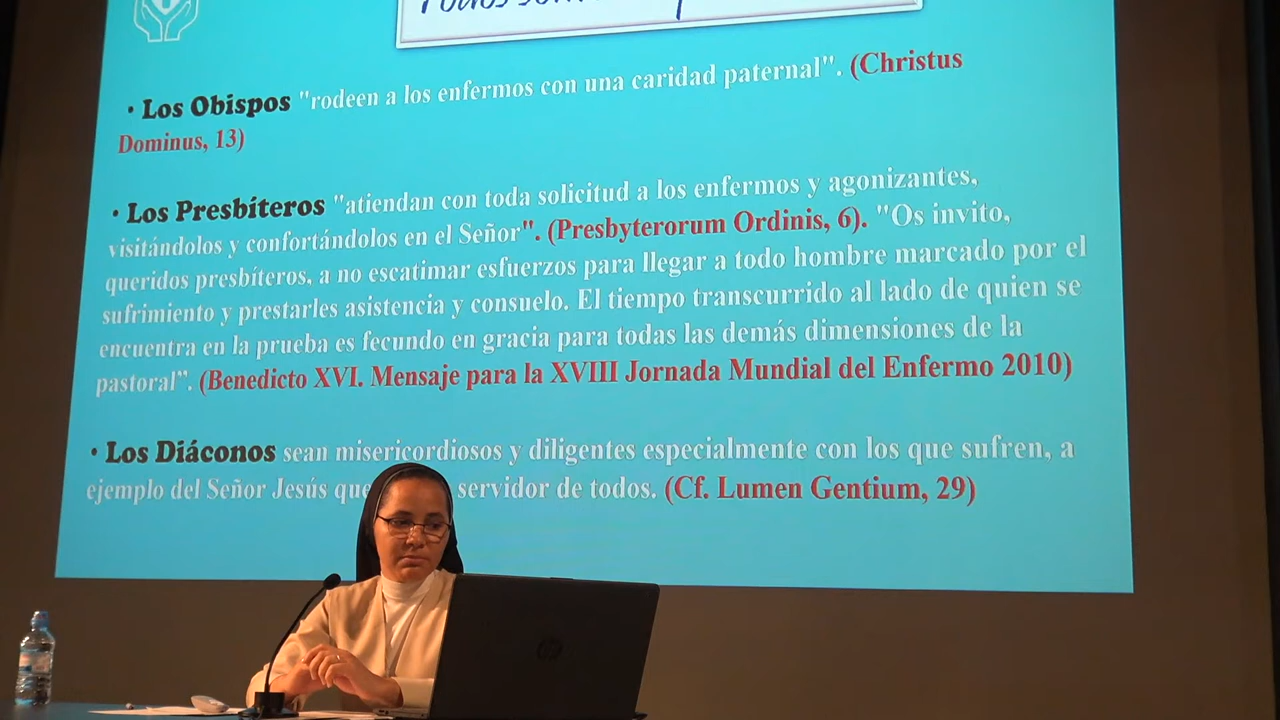 Todos son
• Los Obispos "rodeen a los enfermos con una caridad paternal". (Christus
Dominus, 13)
• Los Presbíteros "atiendan con toda solicitud a los enfermos y agonizantes,
visitándolos y confortándolos en el Señor". (Presbyterorum Ordinis, 6). "Os invito,
queridos presbíteros, a no escatimar esfuerzos para llegar a todo hombre marcado por el
sufrimiento y prestarles asistencia y consuelo. El tiempo transcurrido al lado de quien se
encuentra en la prueba es fecundo en gracia para todas las demás dimensiones de la
pastoral”. (Benedicto XVI. Mensaje para la XVIII Jornada Mundial del Enfermo 2010)
• Los Diáconos sean misericordiosos y diligentes especialmente con los que sufren, a
ejemplo del Señor Jesús que servidor de todos. (Cf. Lumen Gentium, 29)
hp